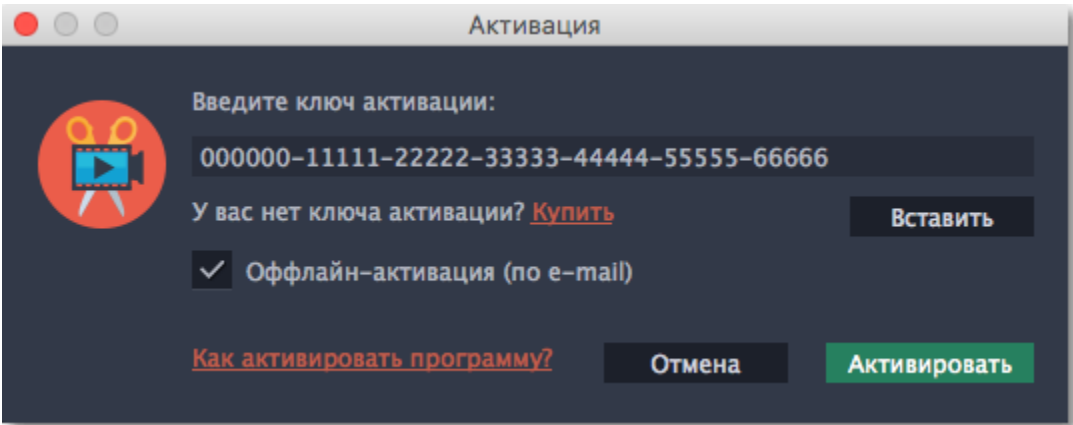 Активация
Введите ключ активации:
000000-11111-22222-33333-44444-55555-66666
У вас нет ключа активации? Купить
Вставить
Оффлайн-активация (по e-mail)
Как активировать программу?
Отмена
Активировать